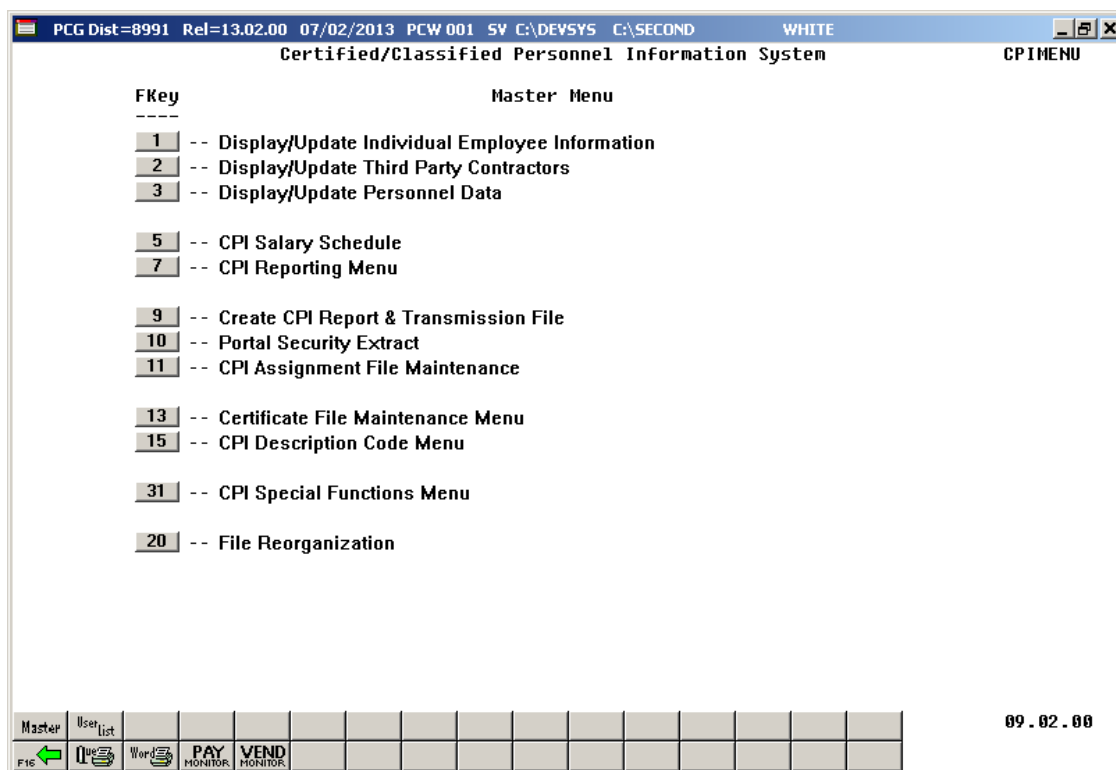 PCG Dist=8991 Rel=13.02.00 07/02/2013 PCW 001 SV C:\DEVSYS C:\SECOND WHITE
Certified/Classified Personnel Information System CPIMENU
FKey Master Menu
----
1 -- Display/Update Individual Employee Information
2 -- Display/Update Third Party Contractors
3 -- Display/Update Personnel Data
5 -- CPI Salary Schedule
7 -- CPI Reporting Menu
9 -- Create CPI Report & Transmission File
10 -- Portal Security Extract
11 -- CPI Assignment File Maintenance
13 -- Certificate File Maintenance Menu
15 -- CPI Description Code Menu
31 -- CPI Special Functions Menu
20 -- File Reorganization
Master User List 09.02.00
F16 Que Word PAY MONITOR VEND MONITOR